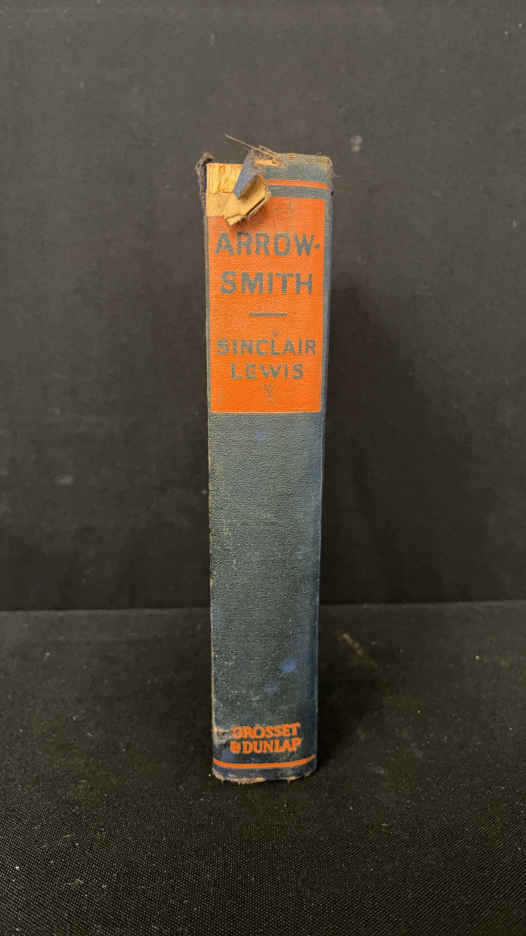 ARROW-
SMITH
SINCLAIR
LEWIS
GROSSET
& DUNLAP